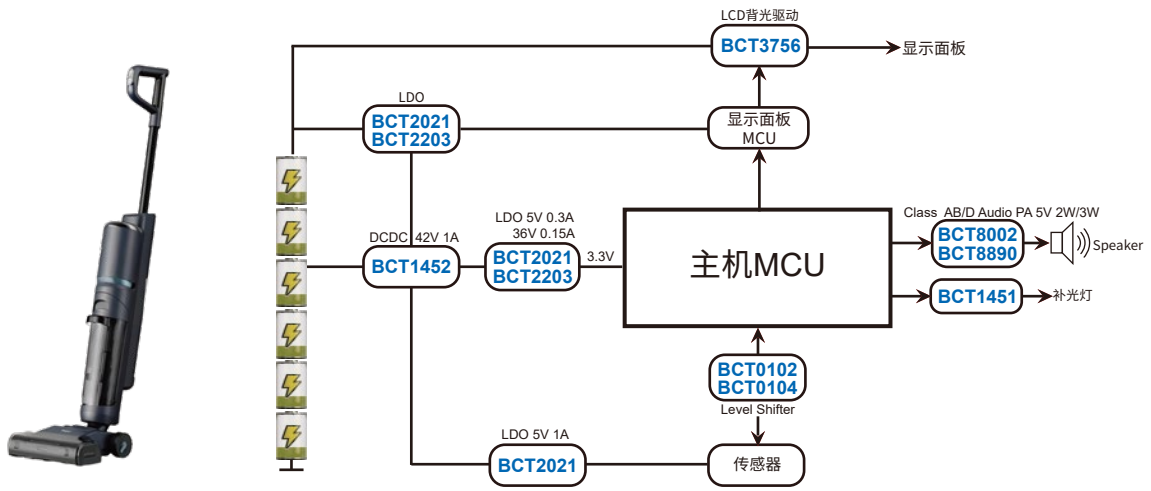 LCD背光驱动
BCT3756
显示面板
LDO
BCT2021
BCT2203
显示面板
MCU
LDO 5V 0.3A
36V 0.15A
DCDC 42V 1A
BCT1452
BCT2021
BCT2203
3.3V
主机MCU
Class AB/D Audio PA 5V 2W/3W
BCT8002
BCT8890
Speaker
BCT1451
补光灯
BCT0102
BCT0104
Level Shifter
LDO 5V 1A
BCT2021
传感器